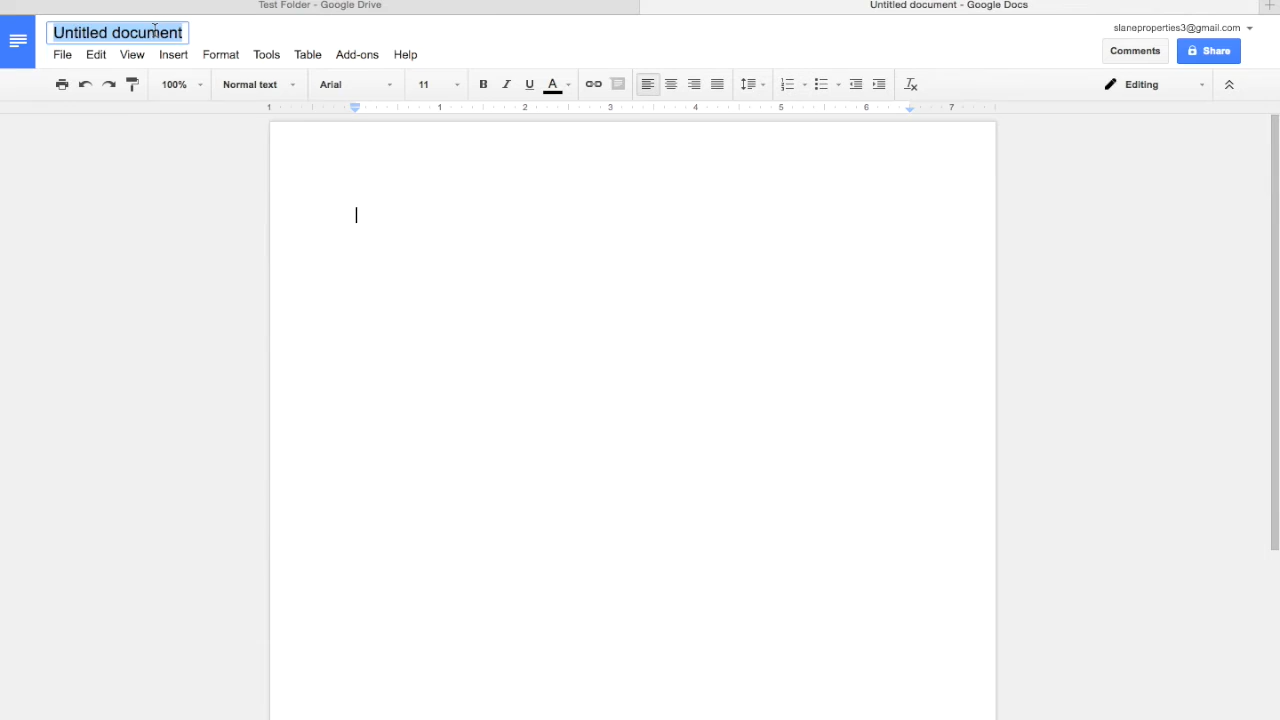 Test Folder - Google Drive
Untitled document - Google Docs
Untitled document
slaneproperties3@gmail.com
File Edit View Insert Format Tools Table Add-ons Help
Comments
Share
100% Normal text Arial 11 B I U A Editing
1 1 2 3 4 5 6 7